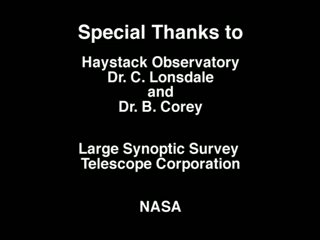 Special Thanks to
Haystack Observatory
Dr. C. Lonsdale
and
Dr. B. Corey
Large Synoptic Survey
Telescope Corporation
NASA